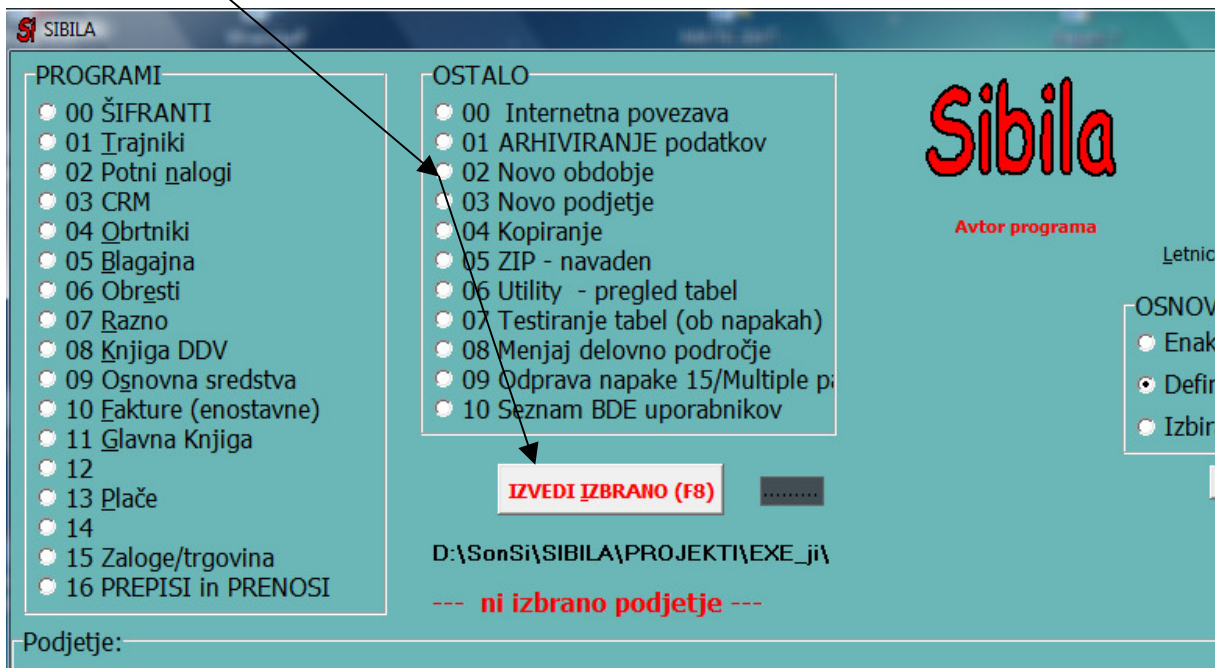 SIBILA
PROGRAMI
00 ŠIFRANTI
01 Trajniki
02 Potni nalogi
03 CRM
04 Obrtniki
05 Blagajna
06 Obresti
07 Razno
08 Knjiga DDV
09 Osnovna sredstva
10 Fakture (enostavne)
11 Glavna Knjiga
12
13 Plače
14
15 Zaloge/trgovina
16 PREPISI in PRENOSI
OSTALO
00 Internetna povezava
01 ARHIVIRANJE podatkov
02 Novo obdobje
03 Novo podjetje
04 Kopiranje
05 ZIP - navaden
06 Utility - pregled tabel
07 Testiranje tabel (ob napakah)
08 Menjaj delovno področje
09 Odprava napake 15/Multiple pa
10 Seznam BDE uporabnikov
IZVEDI IZBRANO (F8)
.........
D:\SonSi\SIBILA\PROJEKTI\EXE_ji\
--- ni izbrano podjetje ---
Sibila
Avtor programa
Letnic
OSNOV
Enak
Defin
Izbir
Podjetje: